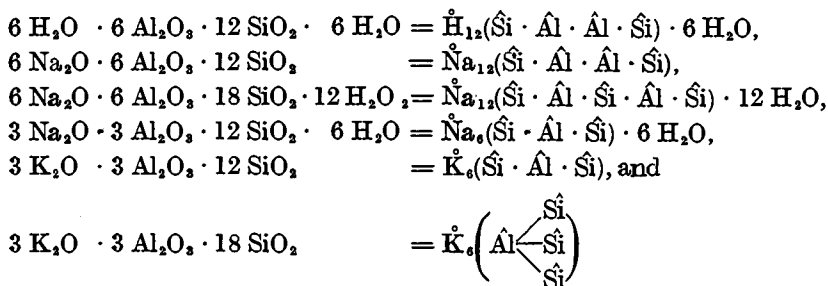 6 H₂O · 6 Al₂O₃ · 12 SiO₂ · 6 H₂O = H̊₁₂(Ŝi · Âl · Âl · Ŝi) · 6 H₂O,
6 Na₂O · 6 Al₂O₃ · 12 SiO₂ = N̊a₁₂(Ŝi · Âl · Âl · Ŝi),
6 Na₂O · 6 Al₂O₃ · 18 SiO₂ · 12 H₂O ₂= N̊a₁₂(Ŝi · Âl · Ŝi · Âl · Ŝi) · 12 H₂O,
3 Na₂O · 3 Al₂O₃ · 12 SiO₂ · 6 H₂O = N̊a₆(Ŝi · Âl · Ŝi) · 6 H₂O,
3 K₂O · 3 Al₂O₃ · 12 SiO₂ = K̊₆(Ŝi · Âl · Ŝi), and
Ŝi
3 K₂O · 3 Al₂O₃ · 18 SiO₂ = K̊₆(Âl—Ŝi)
Ŝi